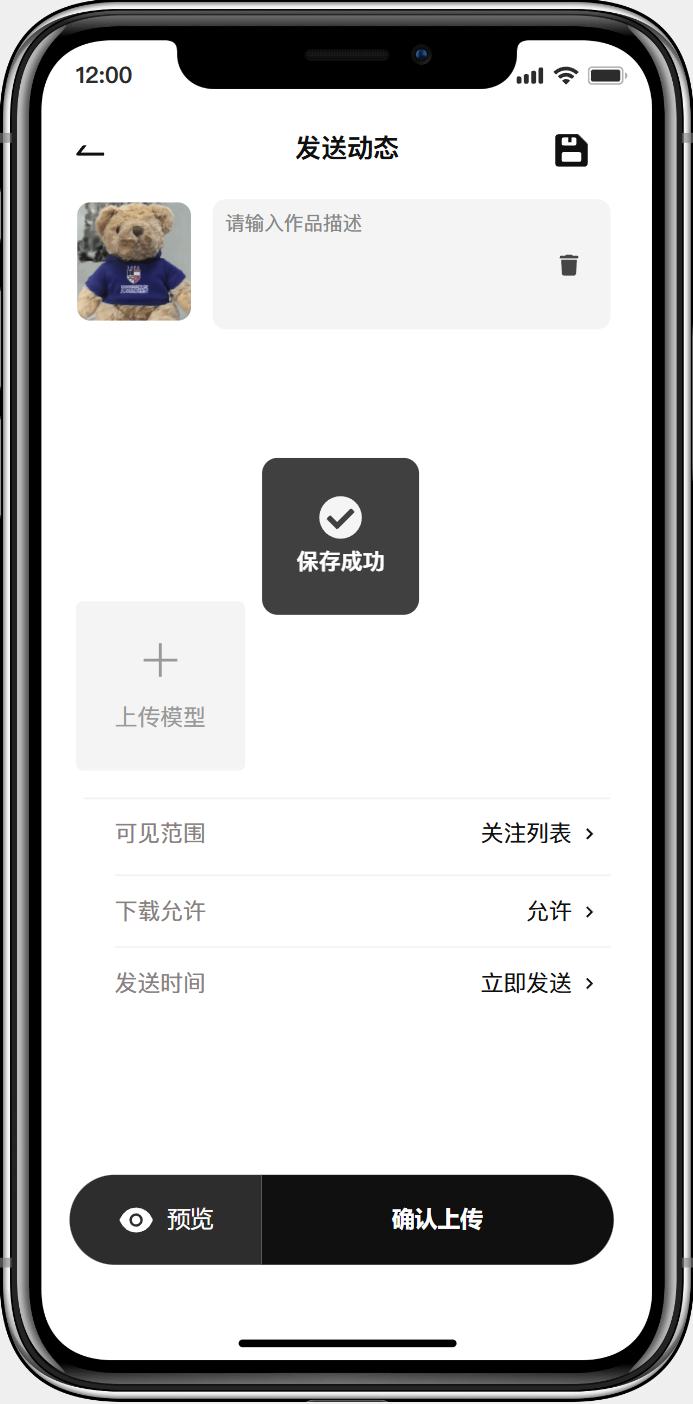 12:00
发送动态
请输入作品描述
保存成功
上传模型
可见范围
关注列表
下载允许
允许
发送时间
立即发送
预览
确认上传